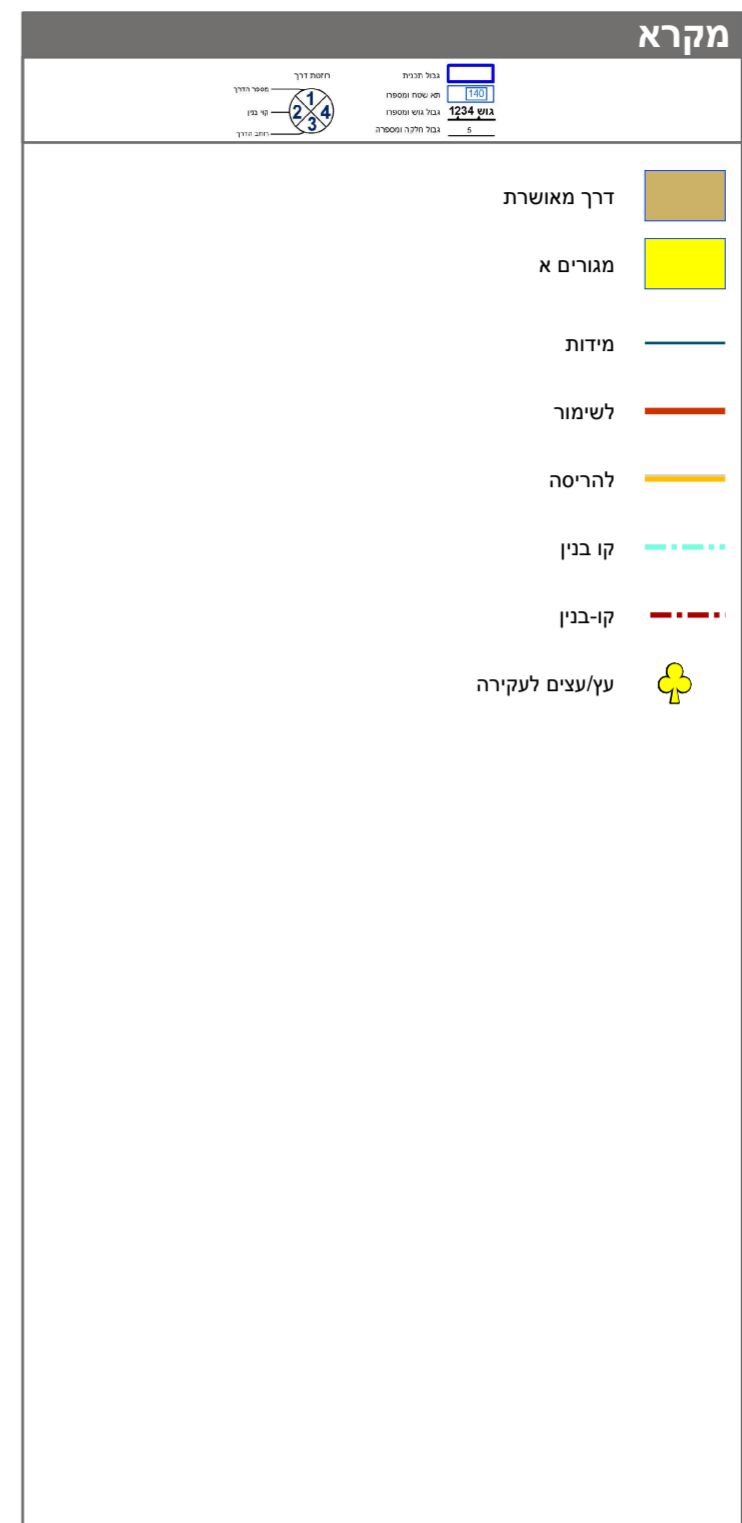 מקרא
גבול תכנית
140 תא שטח ומספרו
גוש 1234 גבול גוש ומספרו
5 גבול חלקה ומספרה
רוזטת דרך
מספר הדרך
קוי בנין
רוחב הדרך
1
2 4
3
דרך מאושרת
מגורים א
מידות
לשימור
להריסה
קו בנין
קו-בנין
עץ/עצים לעקירה